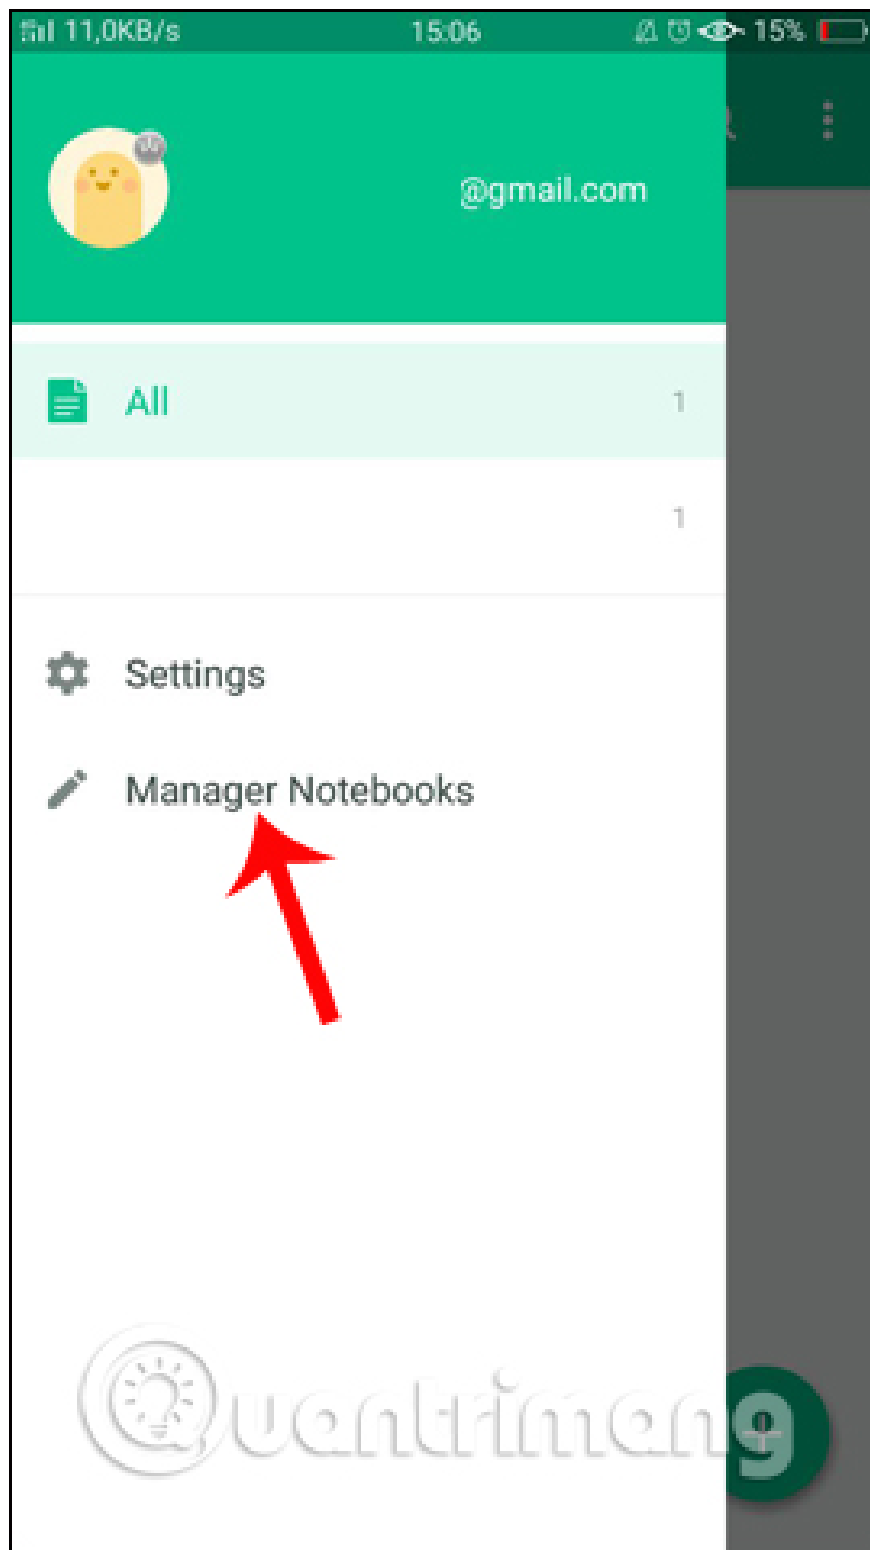 11,0KB/s 15:06 15%
@gmail.com
All 1
1
Settings
Manager Notebooks
Quantrimang